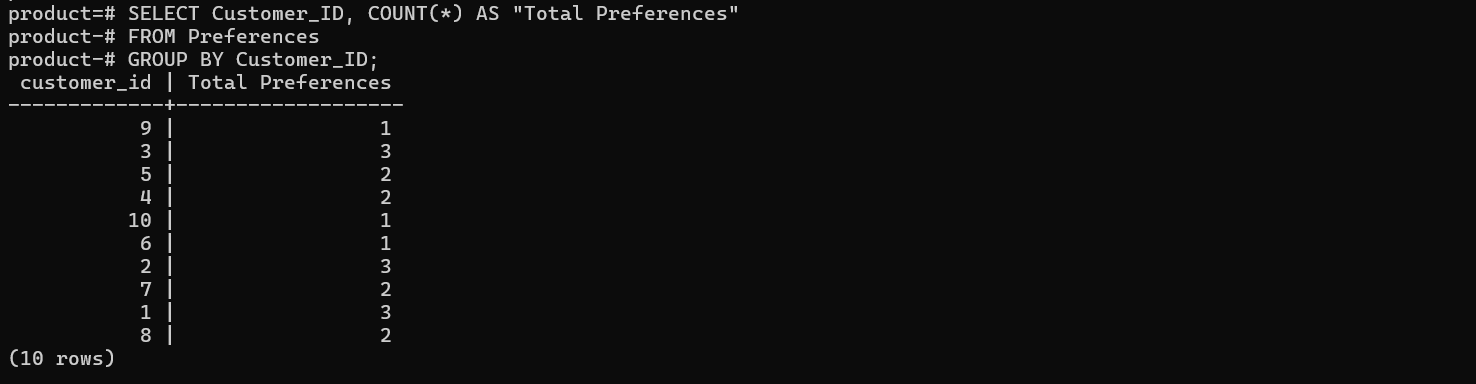 product=# SELECT Customer_ID, COUNT(*) AS "Total Preferences"
product-# FROM Preferences
product-# GROUP BY Customer_ID;
 customer_id | Total Preferences
-------------+-------------------
           9 |                 1
           3 |                 3
           5 |                 2
           4 |                 2
          10 |                 1
           6 |                 1
           2 |                 3
           7 |                 2
           1 |                 3
           8 |                 2
(10 rows)